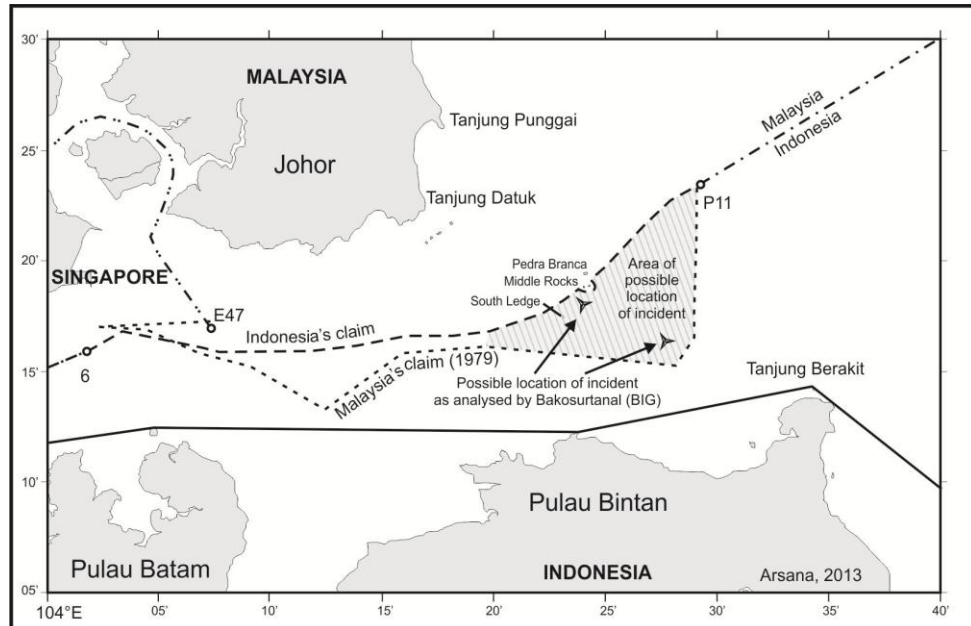 30'
25'
20'
15'
10'
05'
104°E
05'
10'
15'
20'
25'
30'
35'
40'
MALAYSIA
Johor
Tanjung Punggai
Tanjung Datuk
Malaysia
Indonesia
P11
SINGAPORE
Pedra Branca
Middle Rocks
South Ledge
Area of
possible
location of
incident
E47
6
Indonesia's claim
Malaysia's claim (1979)
Possible location of incident
as analysed by Bakosurtanal (BIG)
Tanjung Berakit
Pulau Bintan
Pulau Batam
INDONESIA
Arsana, 2013